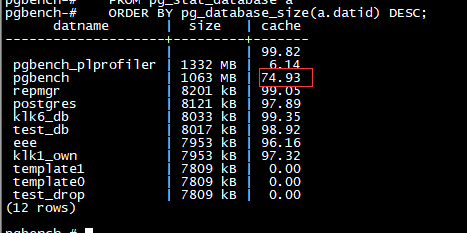 pgbench-#    FROM pg_stat_database a
pgbench-#    ORDER BY pg_database_size(a.datid) DESC;
      datname       |  size   | cache
--------------------+---------+-------
                    |         | 99.82
 pgbench_plprofiler | 1332 MB |  6.14
 pgbench            | 1063 MB | 74.93
 repmgr             | 8201 kB | 99.05
 postgres           | 8121 kB | 97.89
 klk6_db            | 8033 kB | 99.35
 test_db            | 8017 kB | 98.92
 eee                | 7953 kB | 96.16
 klk1_own           | 7953 kB | 97.32
 template1          | 7809 kB |  0.00
 template0          | 7809 kB |  0.00
 test_drop          | 7809 kB |  0.00
(12 rows)
pgbench-#